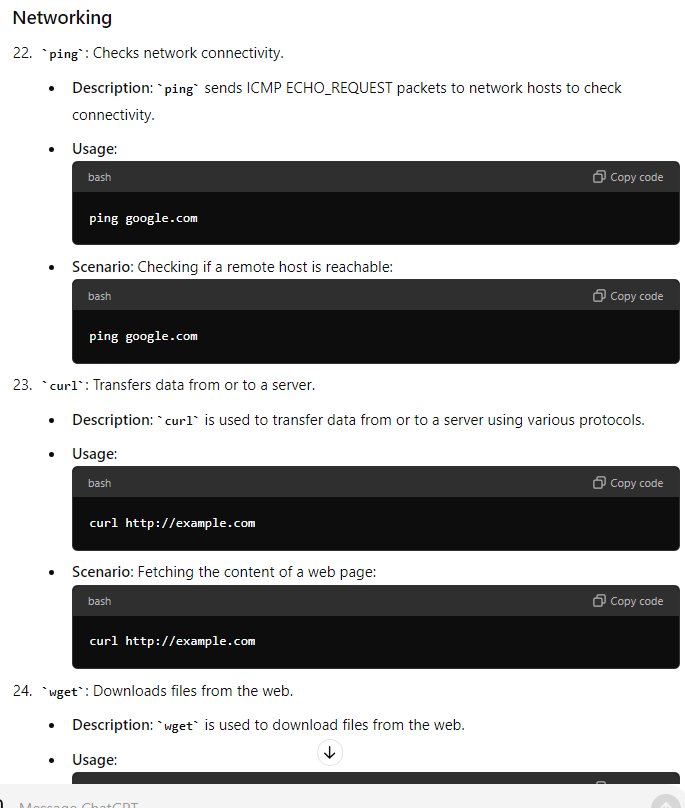 Networking
22. `ping`: Checks network connectivity.
• Description: `ping` sends ICMP ECHO_REQUEST packets to network hosts to check
connectivity.
• Usage:
bash Copy code
ping google.com
• Scenario: Checking if a remote host is reachable:
bash Copy code
ping google.com
23. `curl`: Transfers data from or to a server.
• Description: `curl` is used to transfer data from or to a server using various protocols.
• Usage:
bash Copy code
curl http://example.com
• Scenario: Fetching the content of a web page:
bash Copy code
curl http://example.com
24. `wget`: Downloads files from the web.
• Description: `wget` is used to download files from the web.
• Usage:
Message ChatGPT